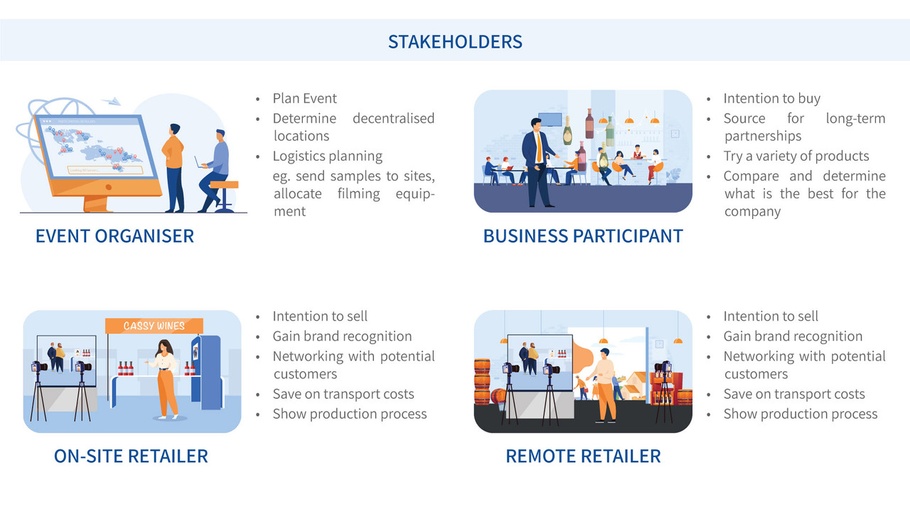 STAKEHOLDERS
• Plan Event
• Determine decentralised
locations
• Logistics planning
eg. send samples to sites,
allocate filming equip-
ment
EVENT ORGANISER
• Intention to buy
• Source for long-term
partnerships
• Try a variety of products
• Compare and determine
what is the best for the
company
BUSINESS PARTICIPANT
CASSY WINES
• Intention to sell
• Gain brand recognition
• Networking with potential
customers
• Save on transport costs
• Show production process
ON-SITE RETAILER
• Intention to sell
• Gain brand recognition
• Networking with potential
customers
• Save on transport costs
• Show production process
REMOTE RETAILER